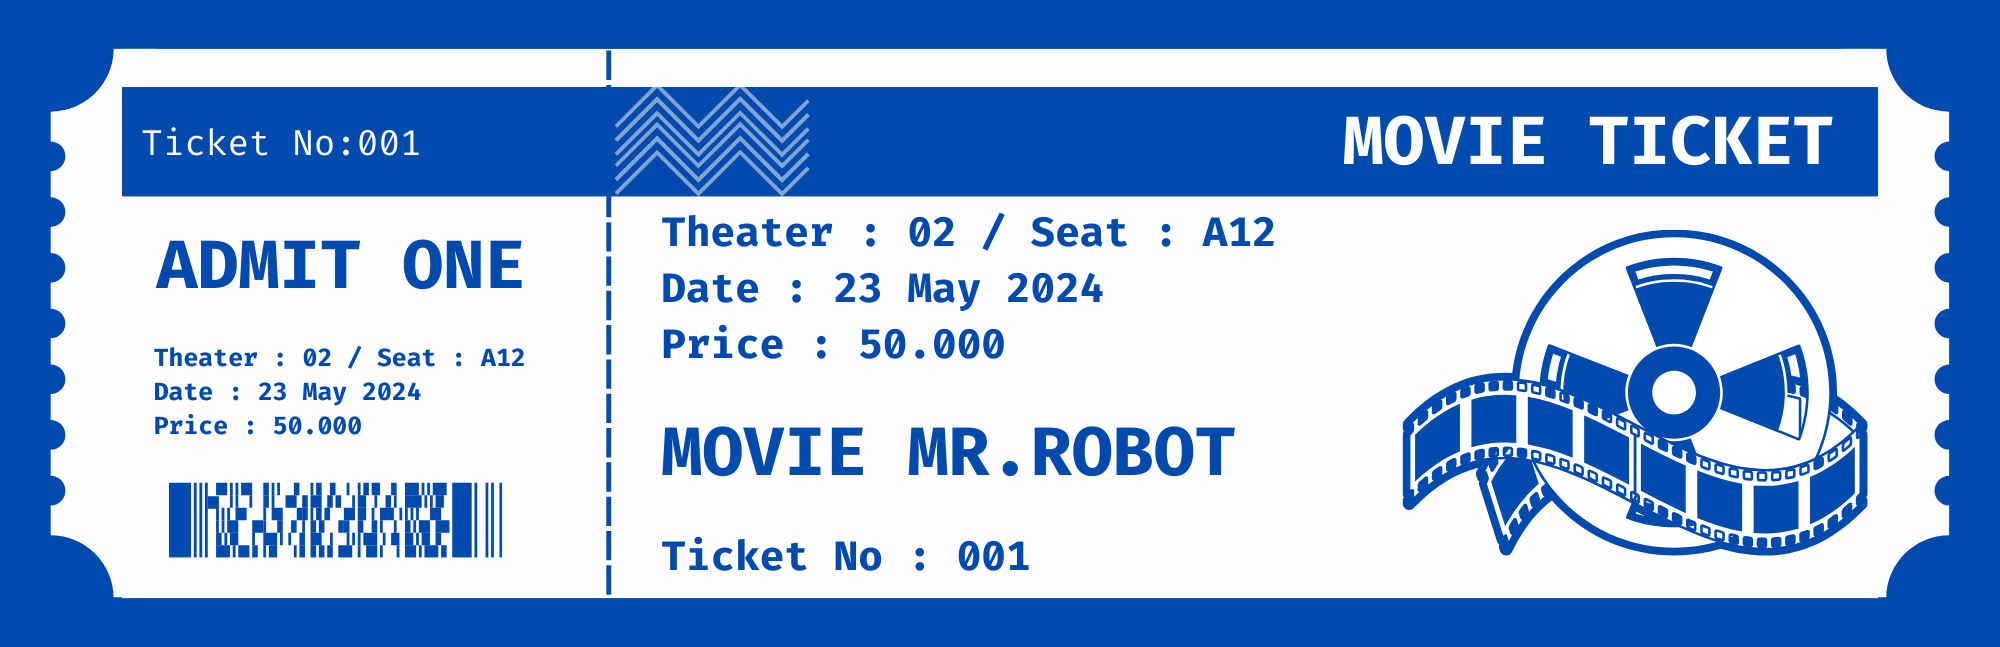 Ticket No:001
MOVIE TICKET
ADMIT ONE
Theater : 02 / Seat : A12
Date : 23 May 2024
Price : 50.000
Theater : 02 / Seat : A12
Date : 23 May 2024
Price : 50.000
MOVIE MR.ROBOT
Ticket No : 001